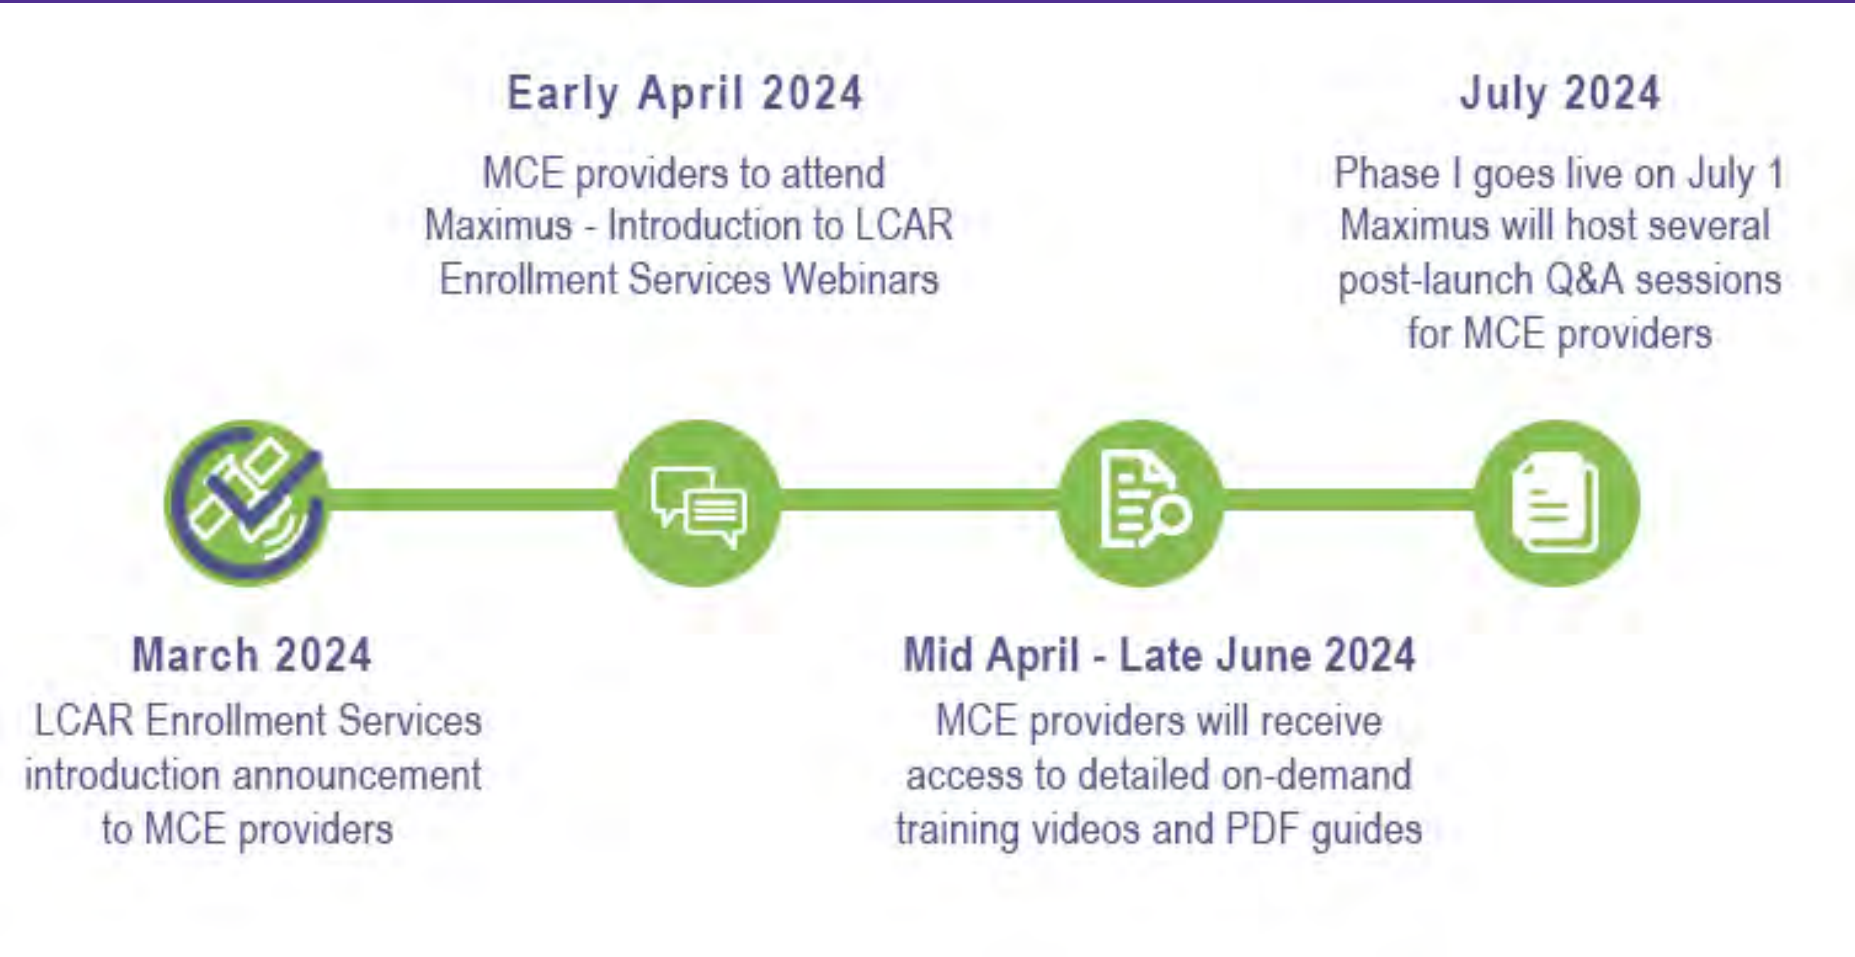 Early April 2024
MCE providers to attend
Maximus - Introduction to LCAR
Enrollment Services Webinars
July 2024
Phase I goes live on July 1
Maximus will host several
post-launch Q&A sessions
for MCE providers
March 2024
LCAR Enrollment Services
introduction announcement
to MCE providers
Mid April - Late June 2024
MCE providers will receive
access to detailed on-demand
training videos and PDF guides